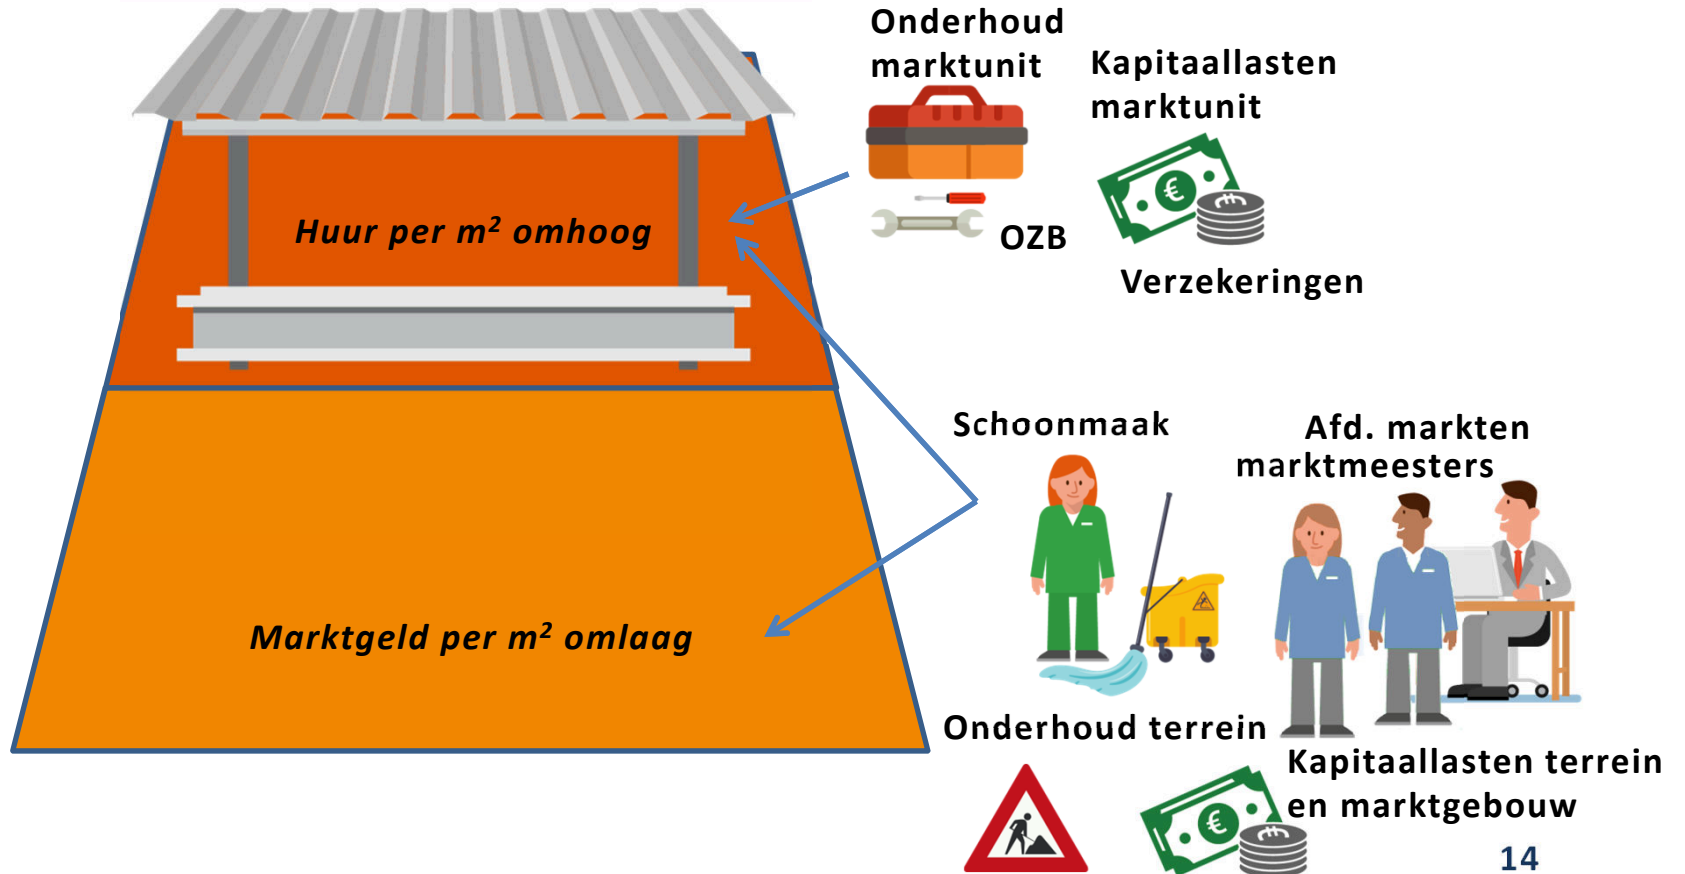 Onderhoud
marktunit
Kapitaallasten
marktunit
Huur per m² omhoog
OZB
Verzekeringen
Schoonmaak
Afd. markten
marktmeesters
Marktgeld per m² omlaag
Onderhoud terrein
Kapitaallasten terrein
en marktgebouw
14